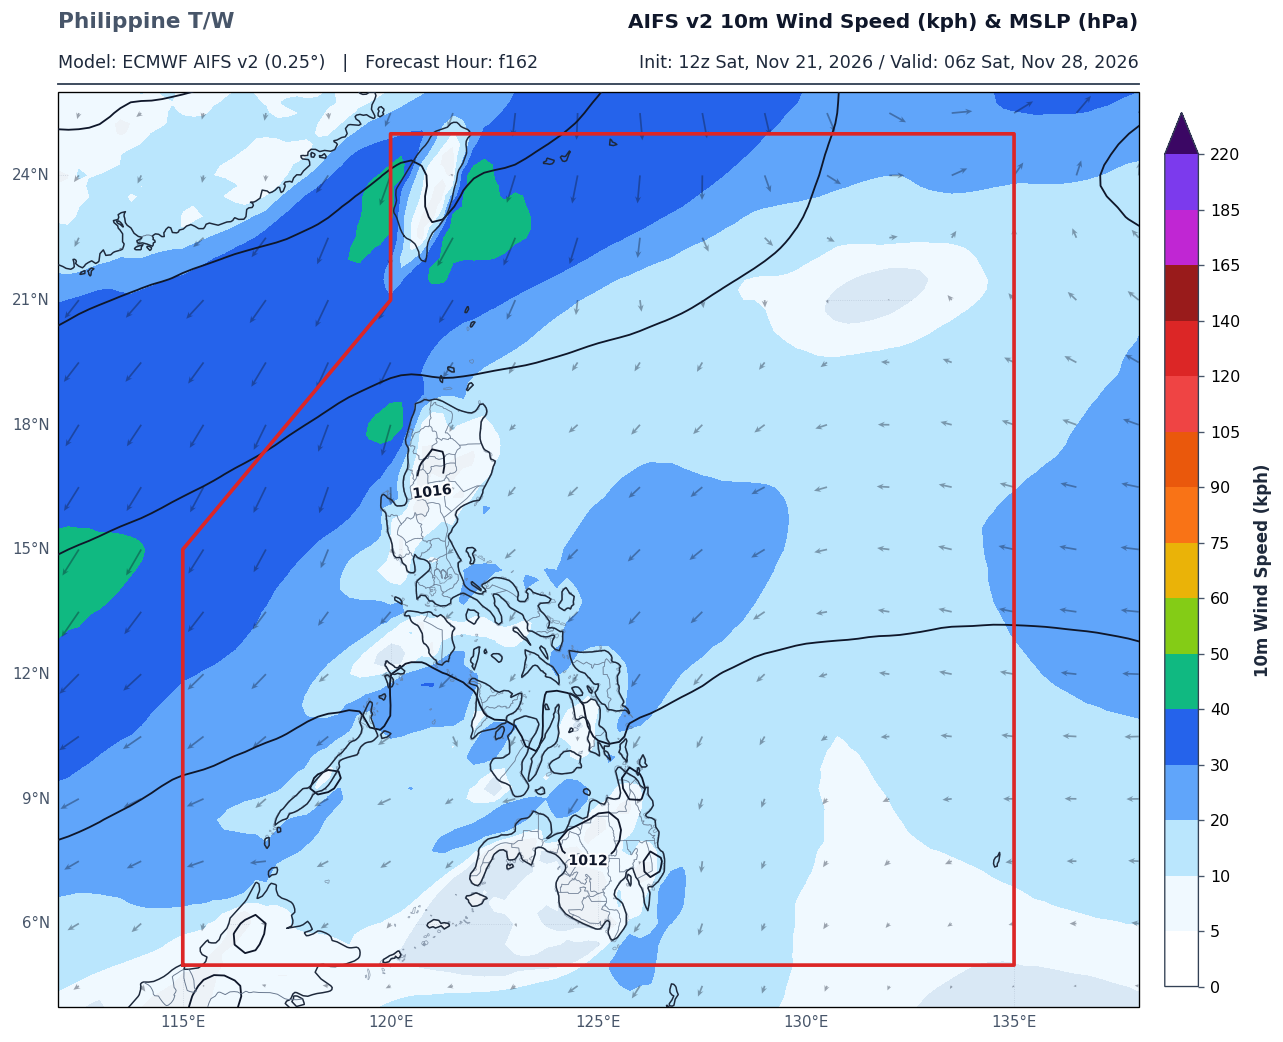 Philippine T/W
AIFS v2 10m Wind Speed (kph) & MSLP (hPa)
Model: ECMWF AIFS v2 (0.25°) | Forecast Hour: f162
Init: 12z Sat, Nov 21, 2026 / Valid: 06z Sat, Nov 28, 2026
24°N
21°N
18°N
15°N
12°N
9°N
6°N
1016
1012
115°E
120°E
125°E
130°E
135°E
220
185
165
140
120
105
90
75
60
50
40
30
20
10
5
0
10m Wind Speed (kph)